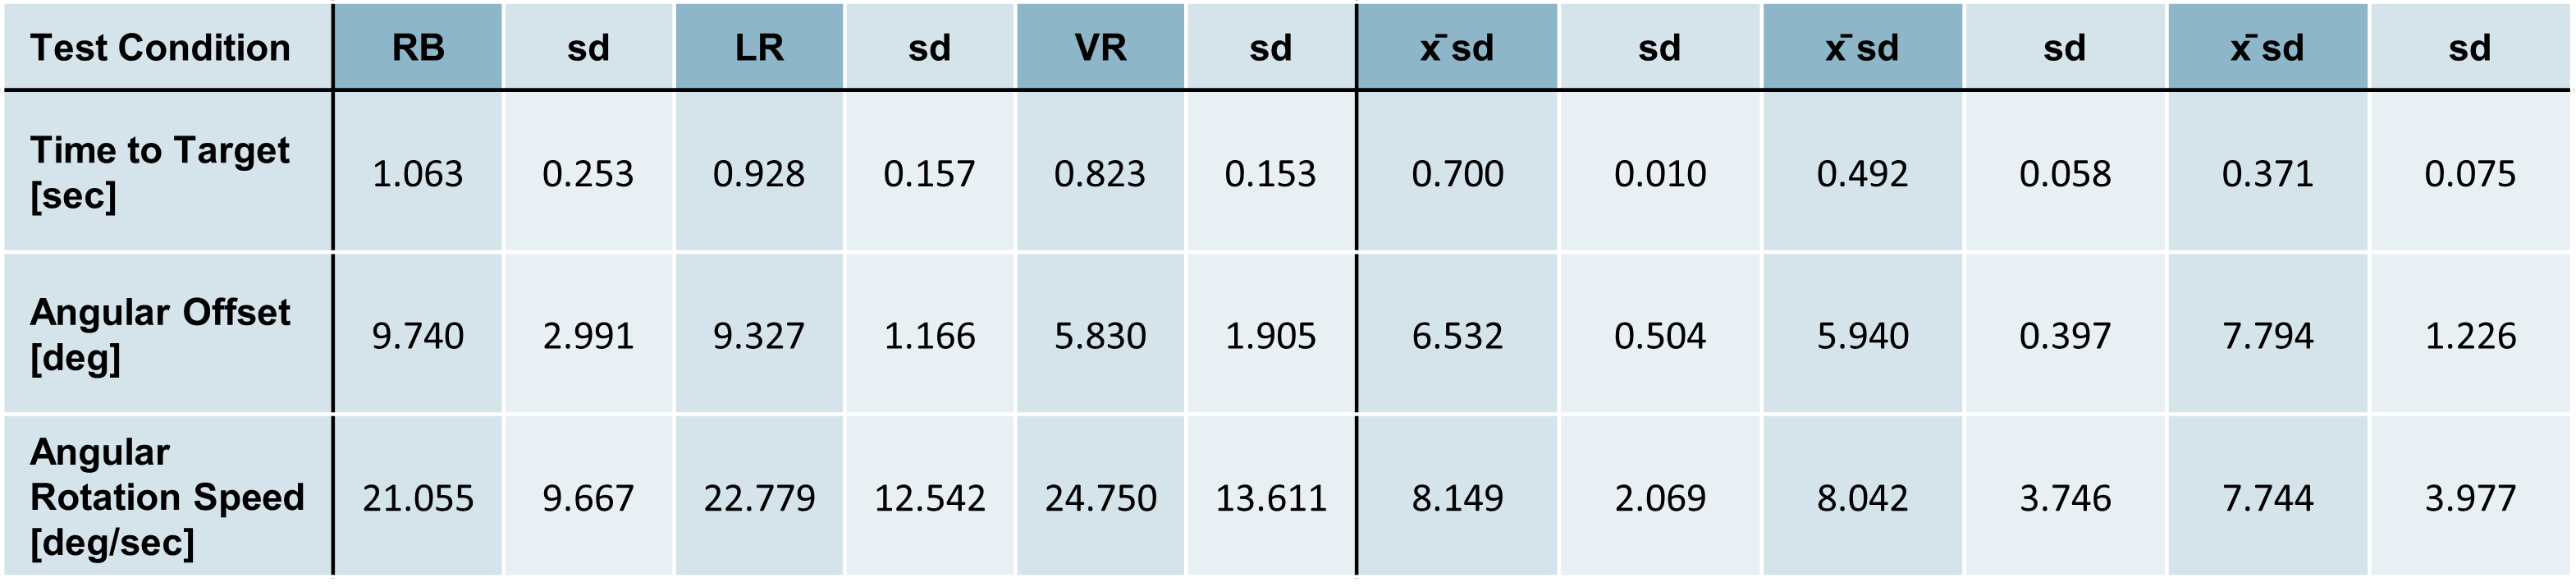 Test Condition RB sd LR sd VR sd x̄ sd sd x̄ sd sd x̄ sd sd
Time to Target
[sec] 1.063 0.253 0.928 0.157 0.823 0.153 0.700 0.010 0.492 0.058 0.371 0.075
Angular Offset
[deg] 9.740 2.991 9.327 1.166 5.830 1.905 6.532 0.504 5.940 0.397 7.794 1.226
Angular
Rotation Speed 21.055 9.667 22.779 12.542 24.750 13.611 8.149 2.069 8.042 3.746 7.744 3.977
[deg/sec]